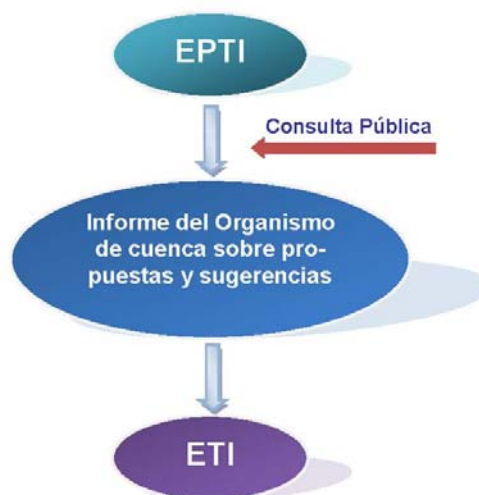 EPTI
Consulta Pública
Informe del Organismo
de cuenca sobre pro-
puestas y sugerencias
ETI